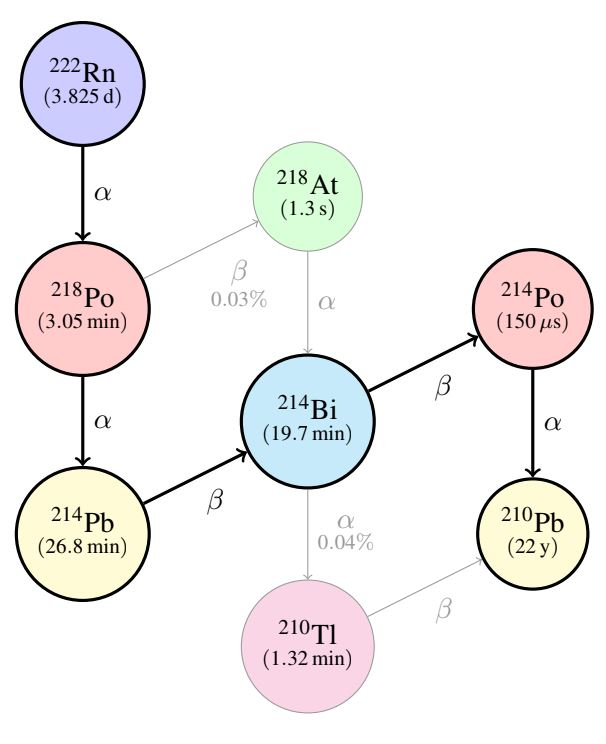 ²²²Rn
(3.825 d)
α
²¹⁸At
(1.3 s)
²¹⁸Po
(3.05 min)
β
0.03%
α
²¹⁴Po
(150 μs)
α
²¹⁴Bi
(19.7 min)
β
α
²¹⁴Pb
(26.8 min)
β
α
0.04%
²¹⁰Pb
(22 y)
²¹⁰Tl
(1.32 min)
β